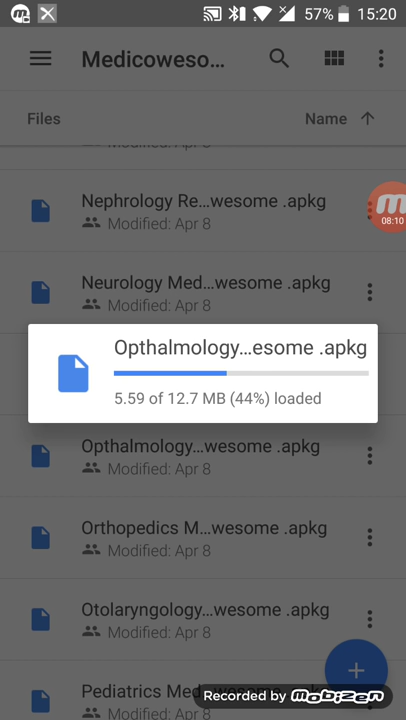 57% 15:20
Medicoweso...
Files Name
Modified: Apr 8
Nephrology Re...wesome .apkg
Modified: Apr 8
08:10
Neurology Med...wesome .apkg
Modified: Apr 8
Opthalmology...esome .apkg
5.59 of 12.7 MB (44%) loaded
Opthalmology...wesome .apkg
Modified: Apr 8
Orthopedics M...wesome .apkg
Modified: Apr 8
Otolaryngology...wesome .apkg
Modified: Apr 8
Pediatrics Med
Recorded by mobizen